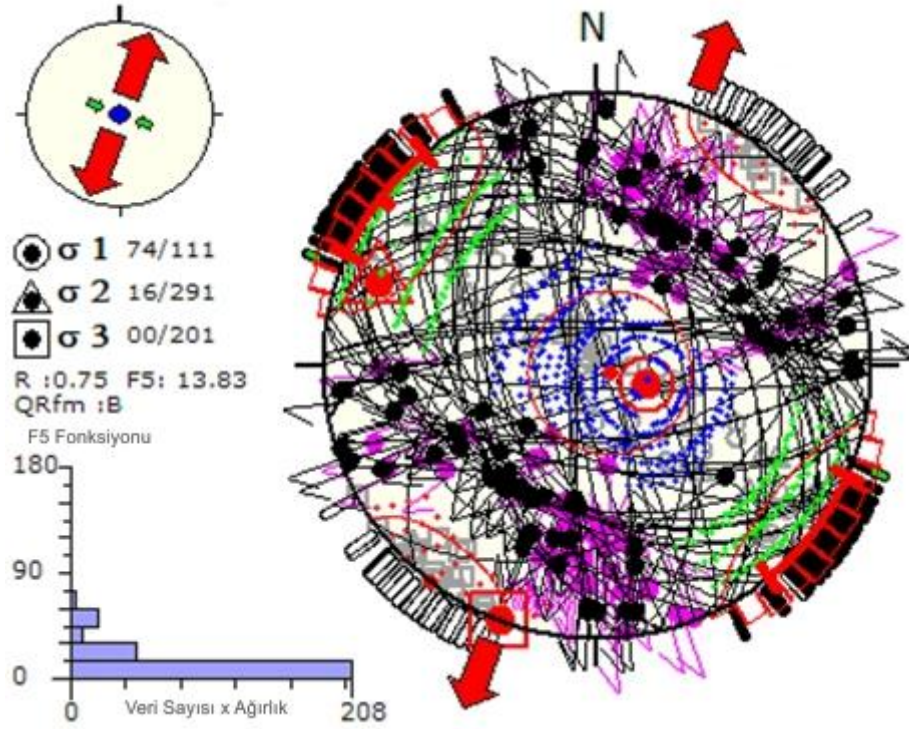 N
σ 1 74/111
σ 2 16/291
σ 3 00/201
R :0.75 F5: 13.83
QRfm :B
F5 Fonksiyonu
180
90
0
0 Veri Sayısı x Ağırlık 208